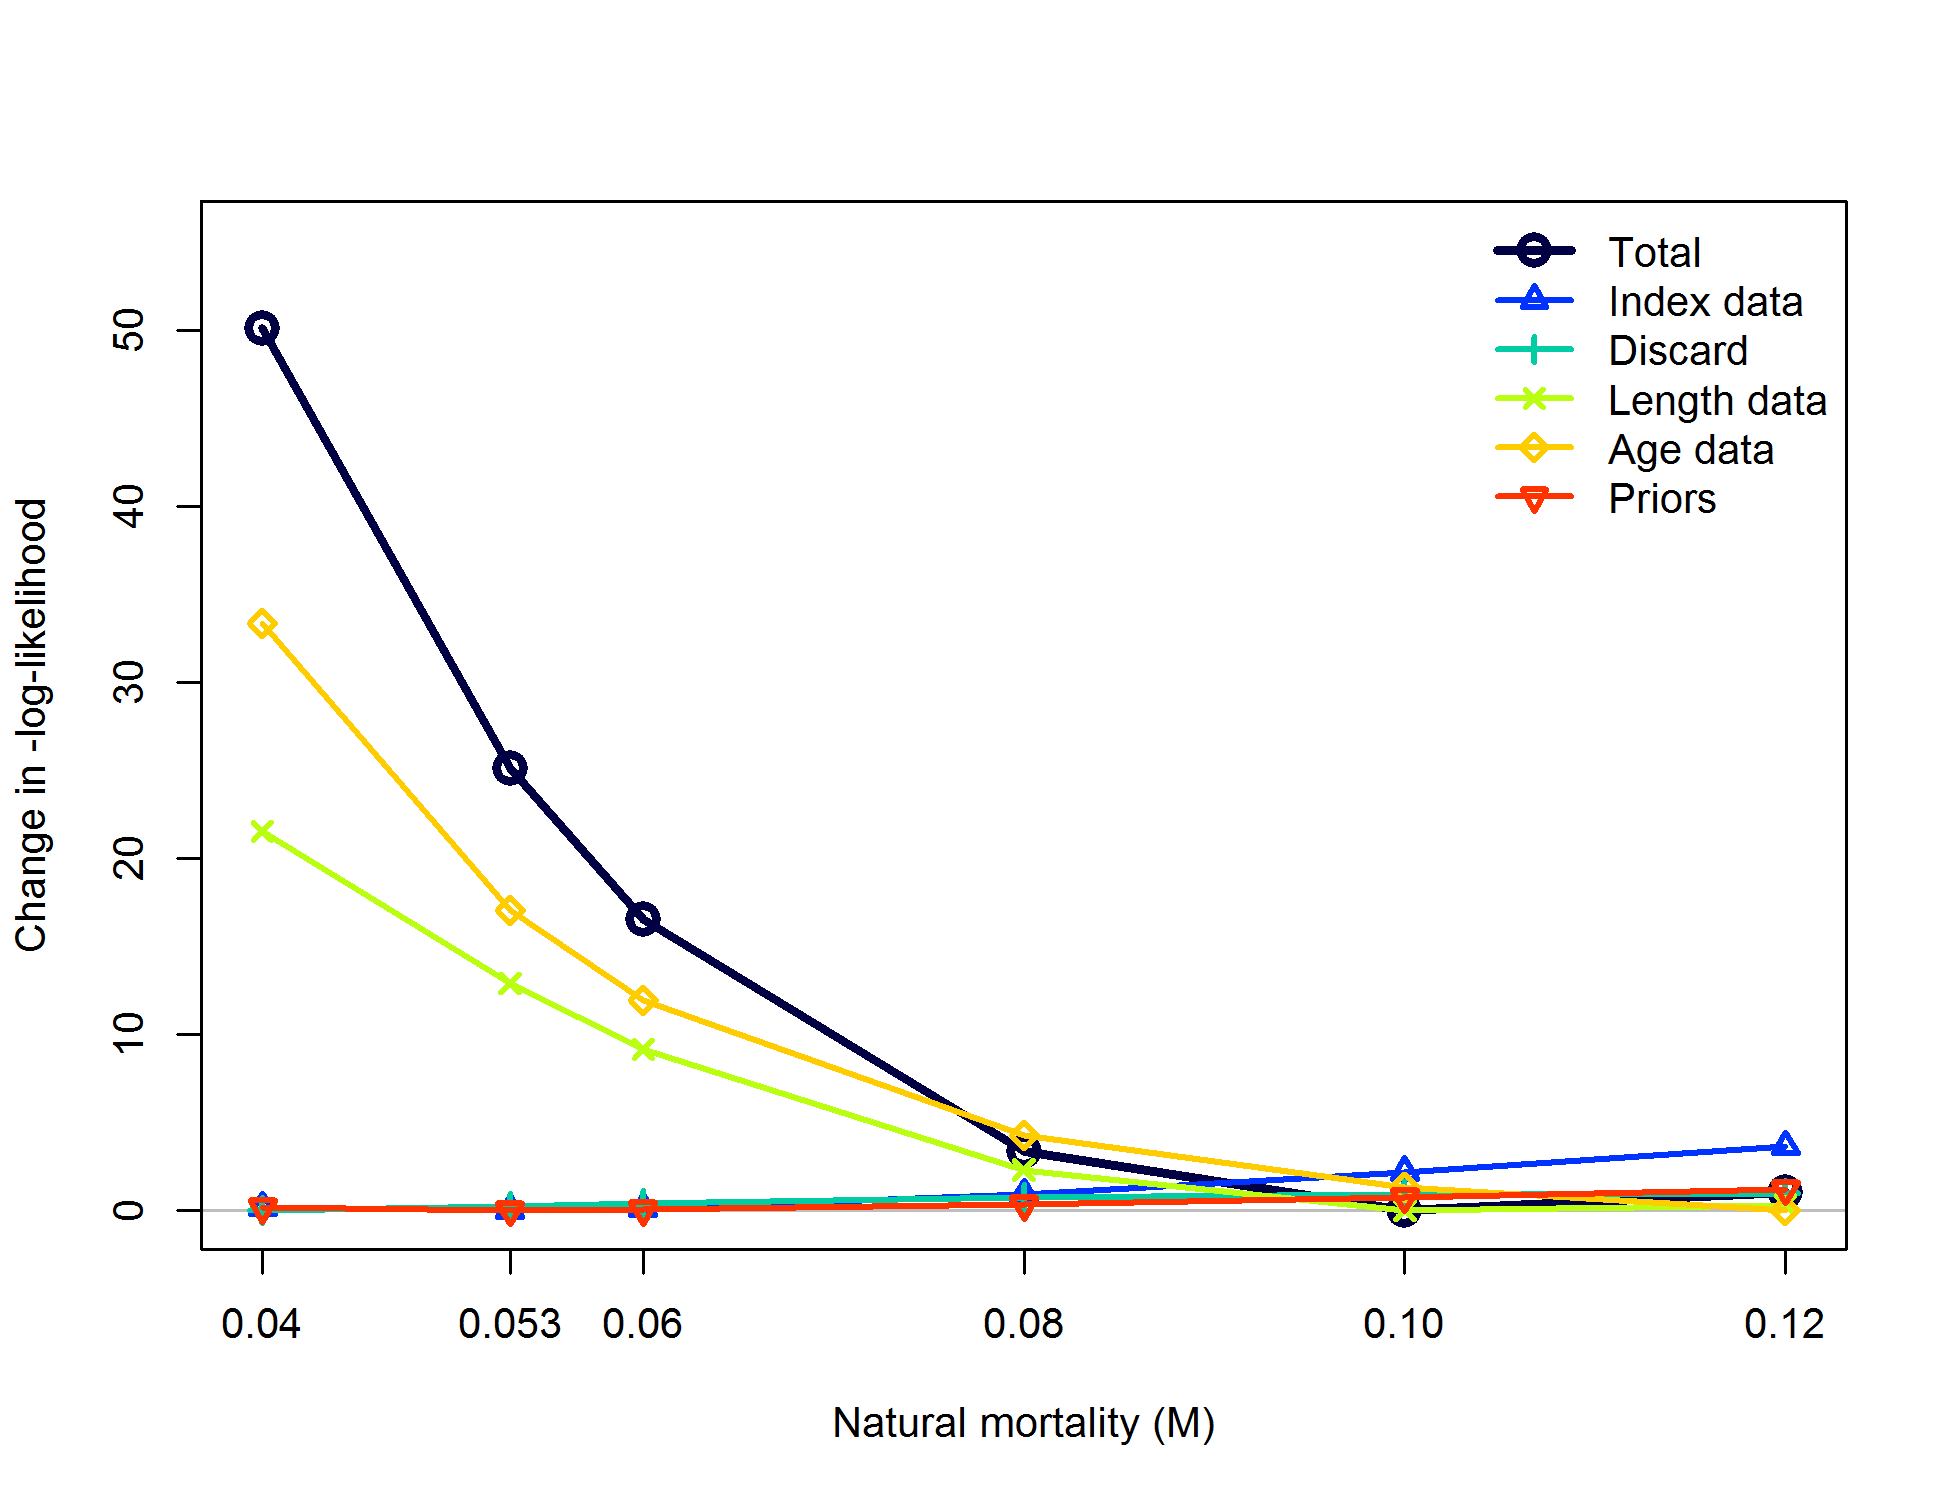 Total
Index data
Discard
Length data
Age data
Priors
50
40
30
20
10
0
Change in -log-likelihood
0.04 0.053 0.06 0.08 0.10 0.12
Natural mortality (M)